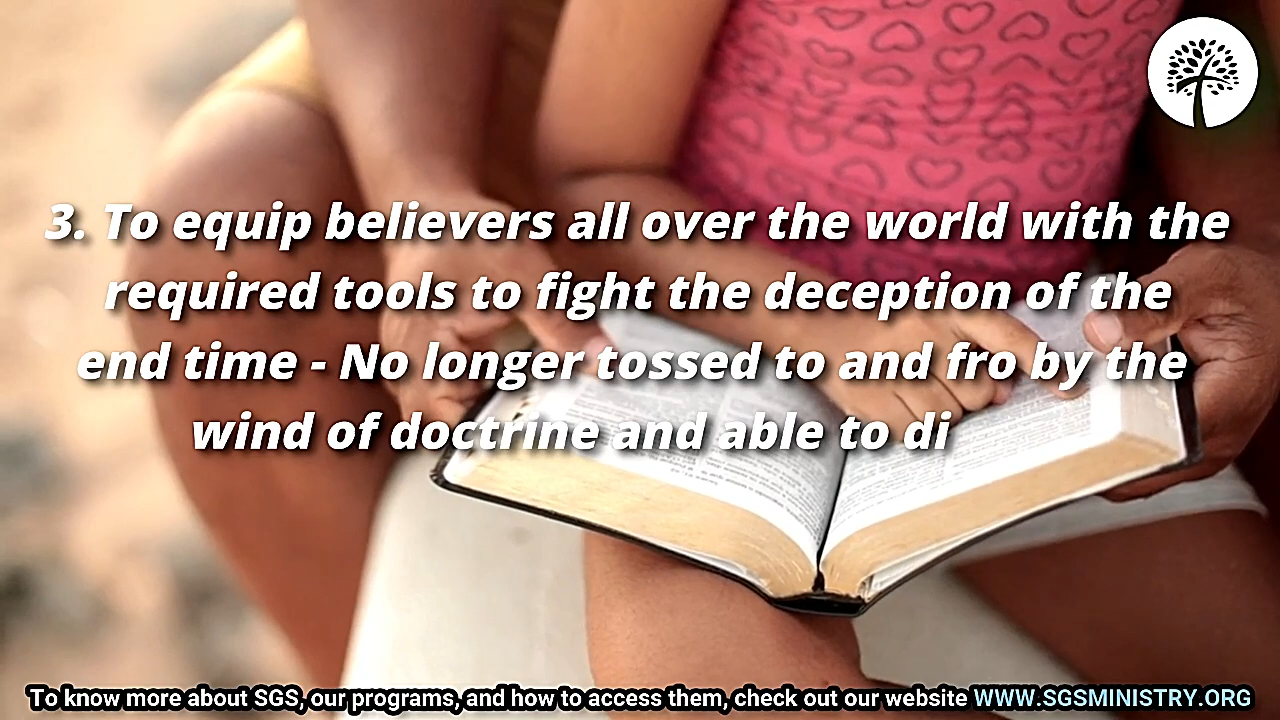 3. To equip believers all over the world with the
required tools to fight the deception of the
end time - No longer tossed to and fro by the
wind of doctrine and able to di
To know more about SGS, our programs, and how to access them, check out our website WWW.SGSMINISTRY.ORG